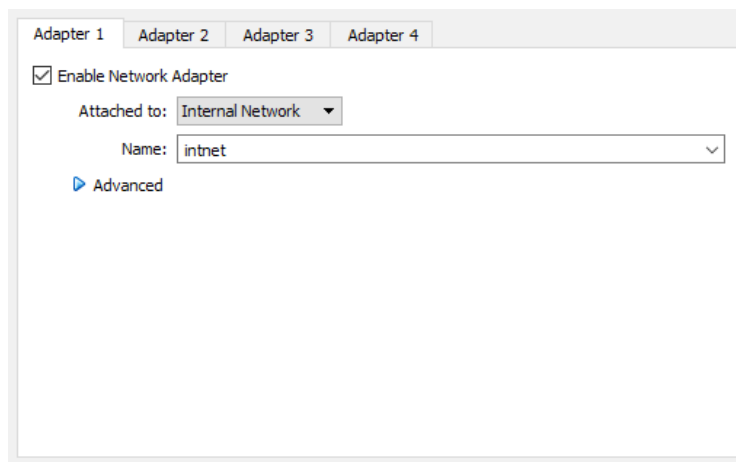 Adapter 1 Adapter 2 Adapter 3 Adapter 4
Enable Network Adapter
Attached to: Internal Network
Name: intnet
Advanced